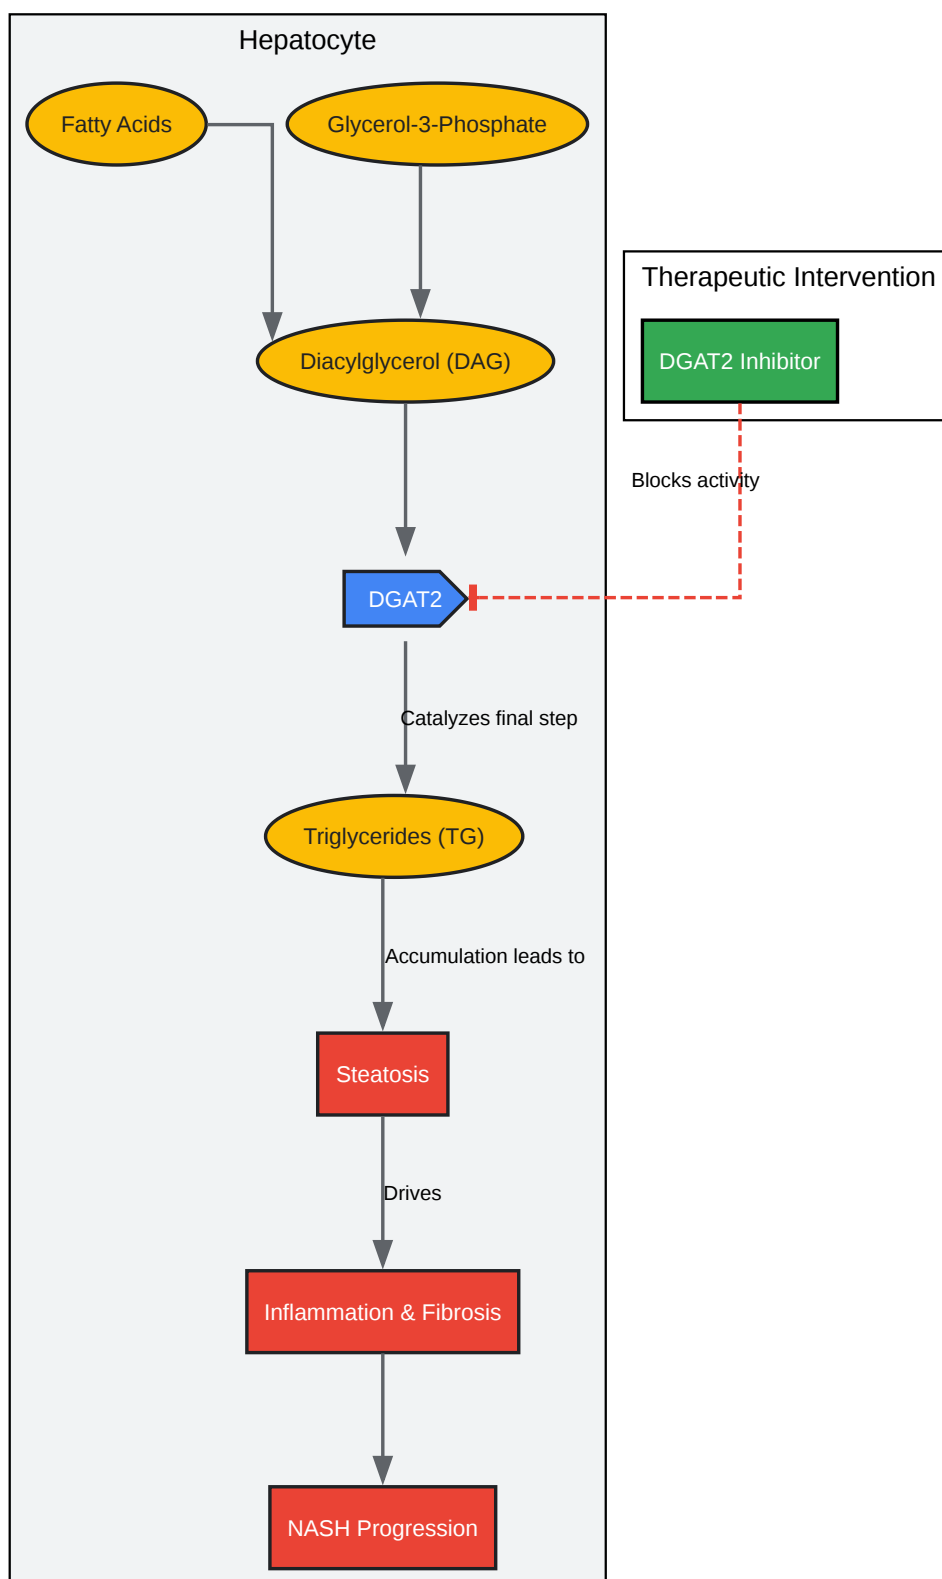 Hepatocyte
Fatty Acids
Glycerol-3-Phosphate
Therapeutic Intervention
Diacylglycerol (DAG)
DGAT2 Inhibitor
Blocks activity
DGAT2
Catalyzes final step
Triglycerides (TG)
Accumulation leads to
Steatosis
Drives
Inflammation & Fibrosis
NASH Progression